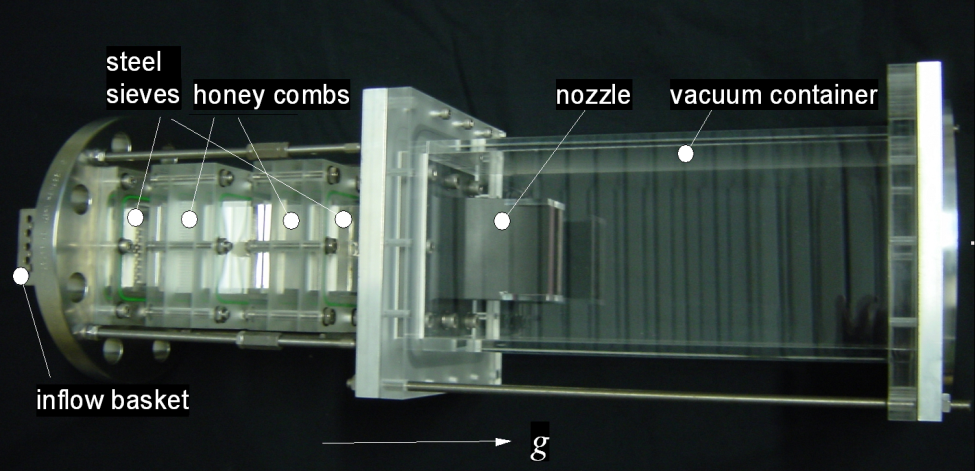 steel
sieves
honey combs
nozzle
vacuum container
inflow basket
g